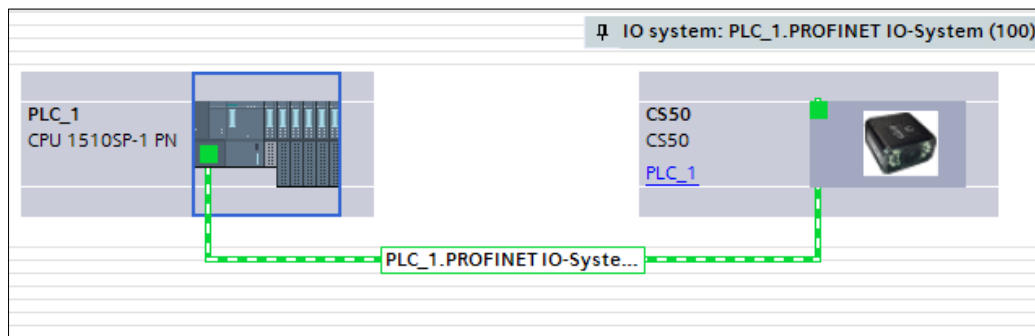 IO system: PLC_1.PROFINET IO-System (100)
PLC_1
CPU 1510SP-1 PN
CS50
CS50
PLC_1
PLC_1.PROFINET IO-Syste...